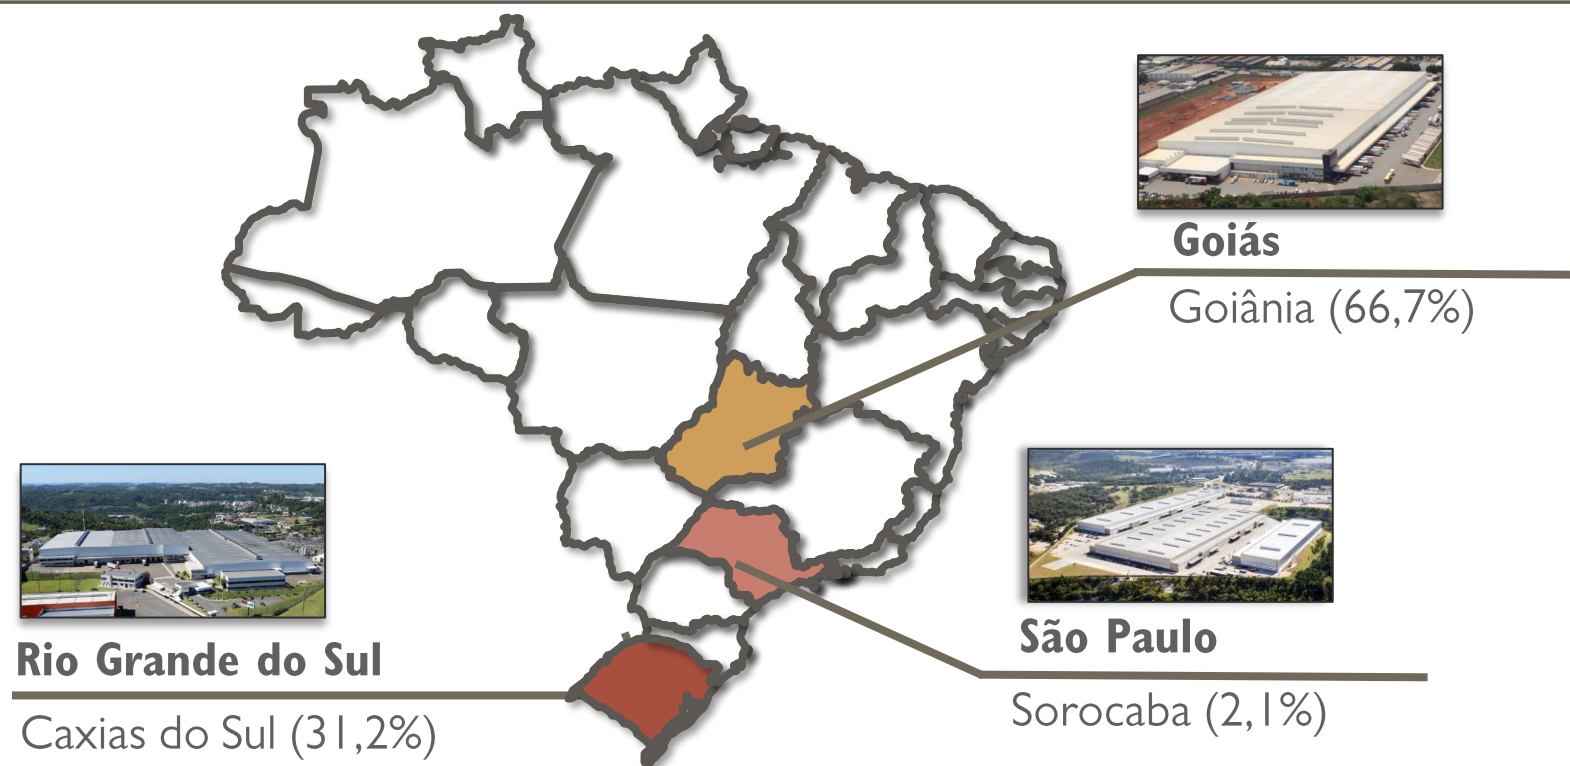 Goiás
Goiânia (66,7%)
São Paulo
Sorocaba (2,1%)
Rio Grande do Sul
Caxias do Sul (31,2%)